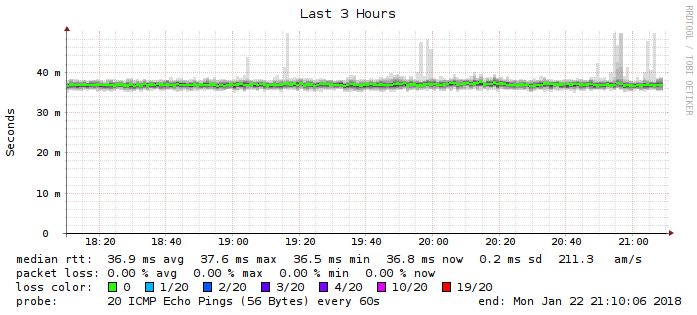 Last 3 Hours
RRDTOOL / TOBI OETIKER
Seconds
40 m
30 m
20 m
10 m
0
18:20 18:40 19:00 19:20 19:40 20:00 20:20 20:40 21:00
median rtt: 36.9 ms avg 37.6 ms max 36.5 ms min 36.8 ms now 0.2 ms sd 211.3 am/s
packet loss: 0.00 % avg 0.00 % max 0.00 % min 0.00 % now
loss color: 0 1/20 2/20 3/20 4/20 10/20 19/20
probe: 20 ICMP Echo Pings (56 Bytes) every 60s end: Mon Jan 22 21:10:06 2018